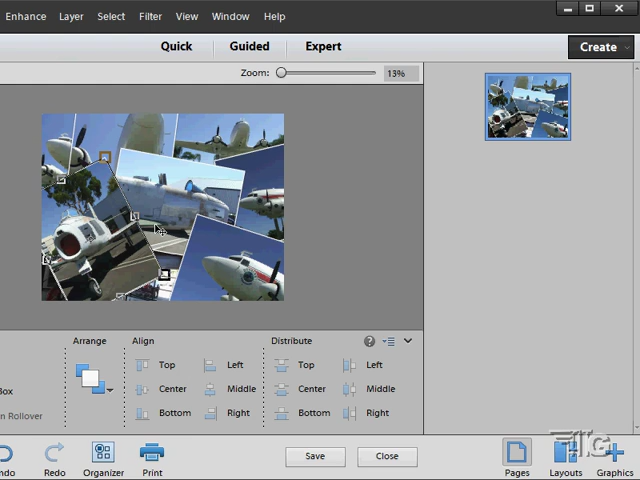 Enhance Layer Select Filter View Window Help
Quick Guided Expert Create
Zoom: 13%
Arrange Align Distribute
Top Left Top Left
Center Middle Center Middle
Box
Bottom Right Bottom Right
n Rollover
ndo Redo Organizer Print Save Close Pages Layouts Graphics